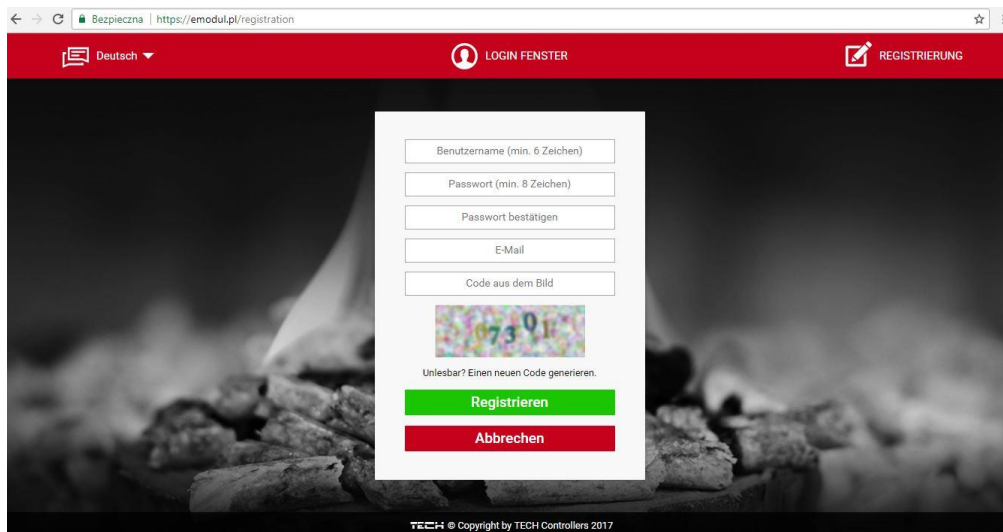 Bezpieczna | https://emodul.pl/registration
Deutsch
LOGIN FENSTER
REGISTRIERUNG
Benutzername (min. 6 Zeichen)
Passwort (min. 8 Zeichen)
Passwort bestätigen
E-Mail
Code aus dem Bild
Unlesbar? Einen neuen Code generieren.
Registrieren
Abbrechen
TECH © Copyright by TECH Controllers 2017